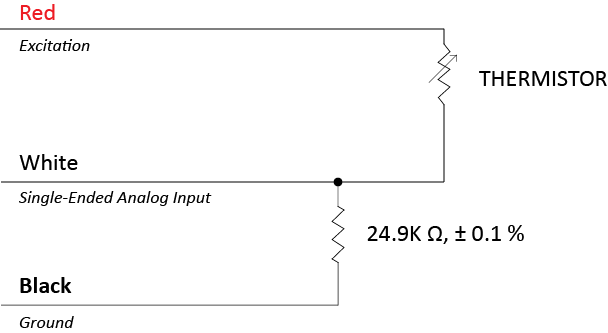 Red
Excitation
THERMISTOR
White
Single-Ended Analog Input
24.9K Ω, ± 0.1 %
Black
Ground